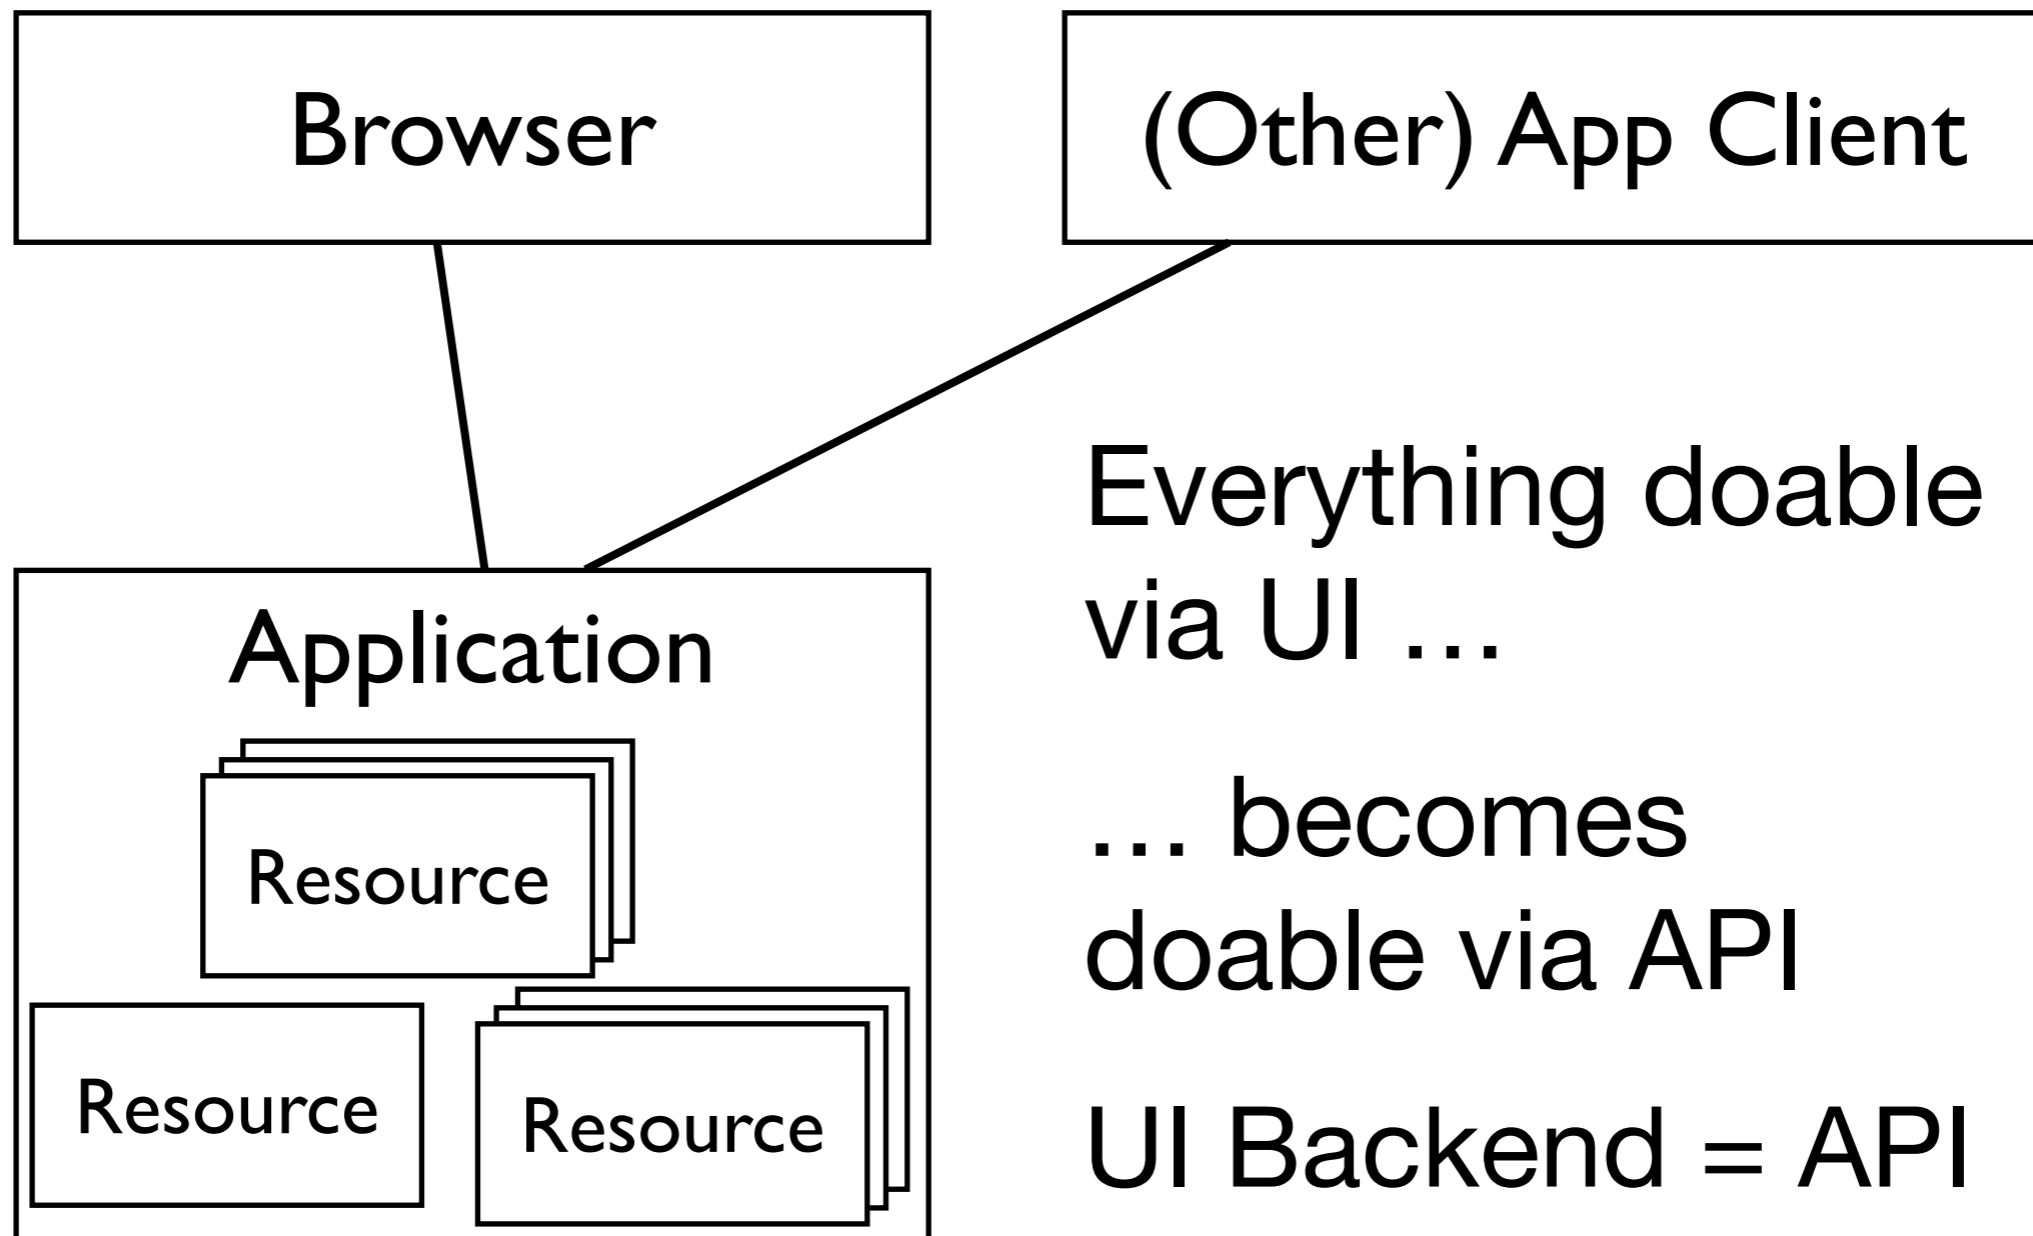 Browser
(Other) App Client
Application
Resource
Resource
Resource
Everything doable
via UI …
… becomes
doable via API
UI Backend = API